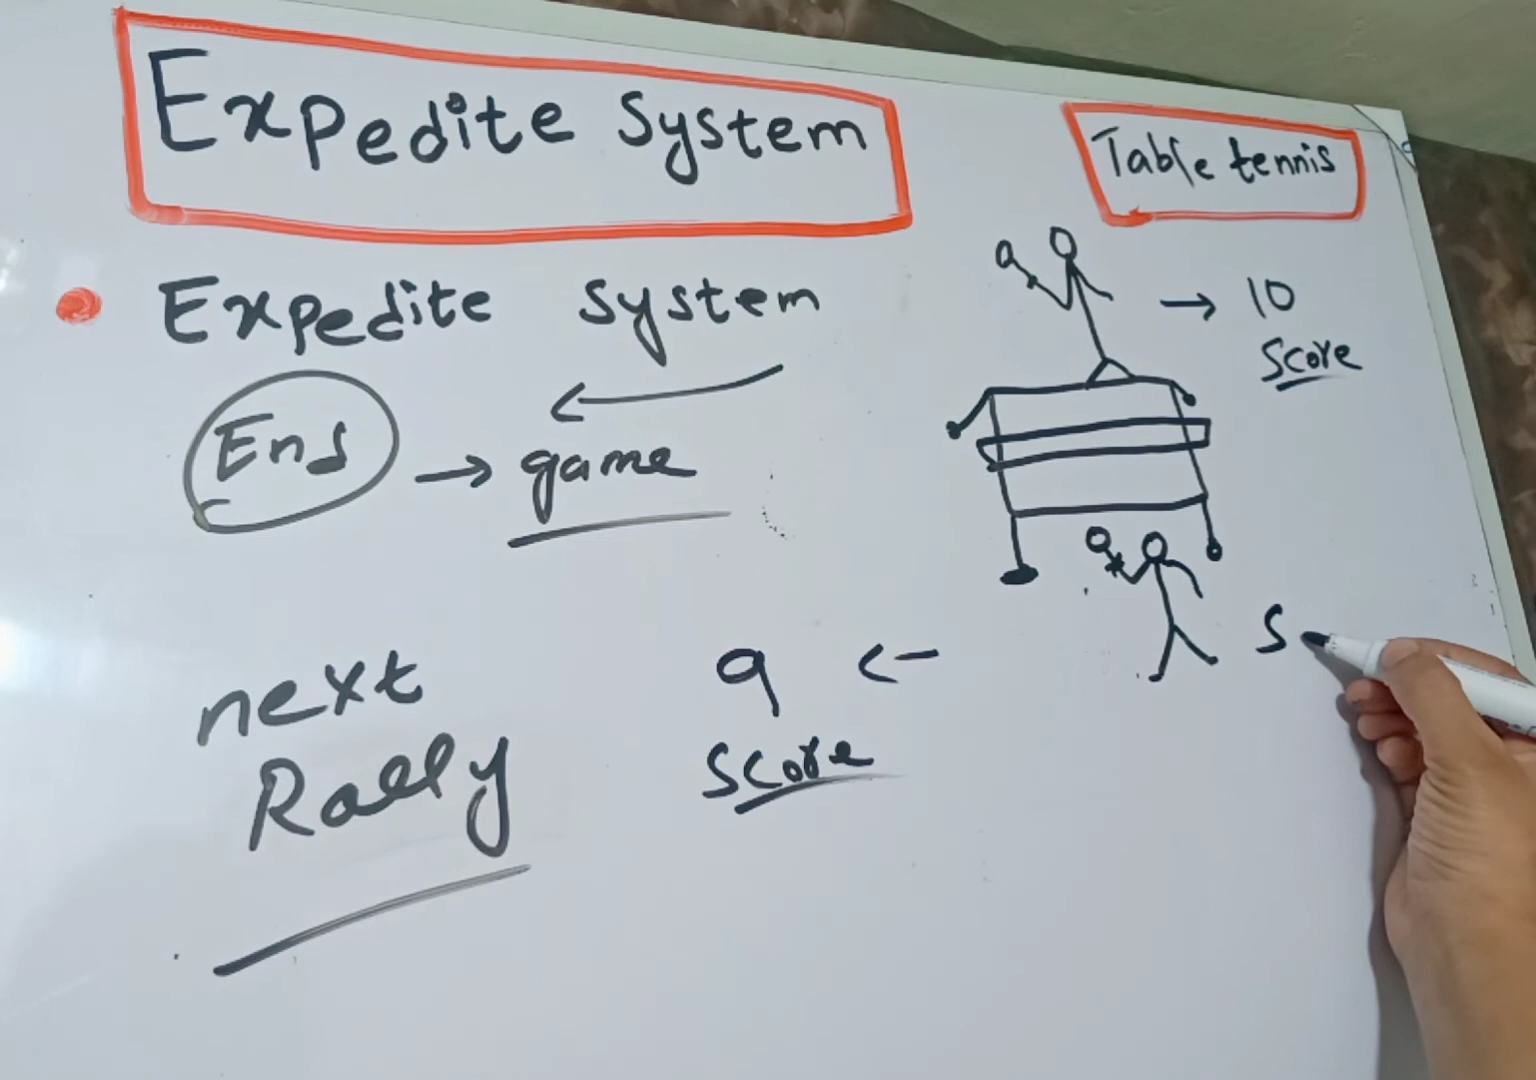 Expedite System
Table tennis
Expedite System
→ 10
Score
End → game
next
Rally
9 ←
Score
S